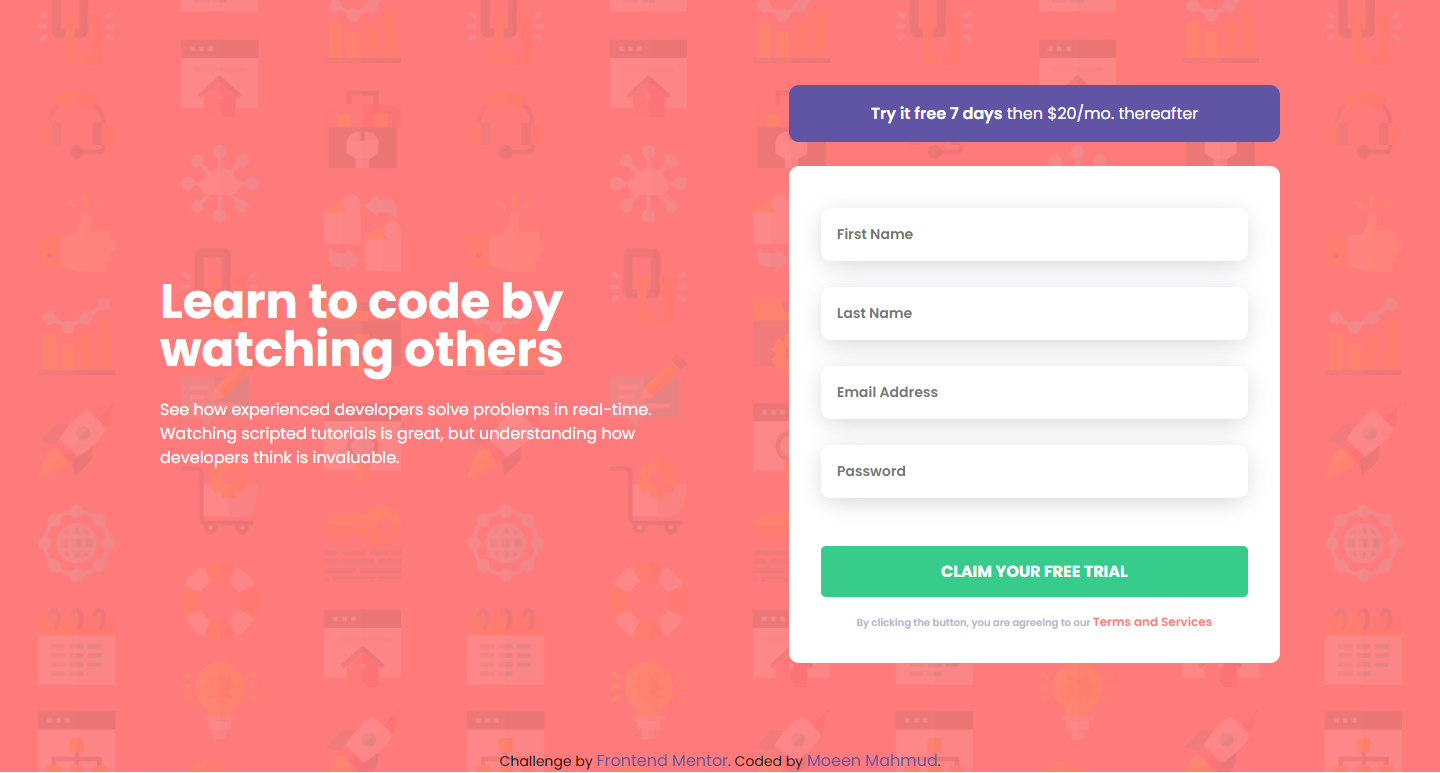 Learn to code by
watching others
See how experienced developers solve problems in real-time.
Watching scripted tutorials is great, but understanding how
developers think is invaluable.
Try it free 7 days then $20/mo. thereafter
First Name
Last Name
Email Address
Password
CLAIM YOUR FREE TRIAL
By clicking the button, you are agreeing to our Terms and Services
Challenge by Frontend Mentor. Coded by Moeen Mahmud.